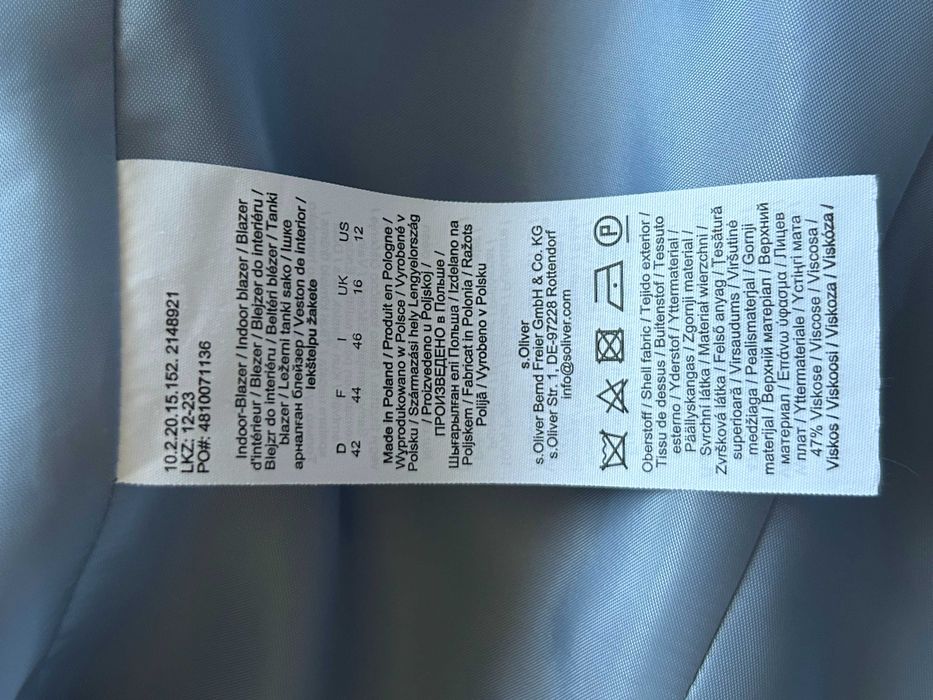 10.2.20.15.152. 2148921
LKZ: 12-23
PO#: 4810071136
Indoor-Blazer / Indoor blazer / Blazer
d'intérieur / Blezer / Blejzer do interiéru /
Blejzr do interiéru / Beltéri blézer / Tanki
blazer / Ležerni tanki sako / Ішке
арналған блейзер / Veston de interior /
Iekštelpu žakete
D F I UK US
42 44 46 16 12
Made in Poland / Produit en Pologne /
Wyprodukowano w Polsce / Vyrobené v
Polsku / Származási hely Lengyelország
/ Proizvedeno u Poljskoj /
ПРОИЗВЕДЕНО В Польше /
Шығарылған елі Польша / Izdelano na
Poljskem / Fabricat in Polonia / Ražots
Polijā / Vyrobeno v Polsku
s.Oliver
s.Oliver Bernd Freier GmbH & Co. KG
s.Oliver Str. 1, DE-97228 Rottendorf
info@soliver.com
P
Oberstoff / Shell fabric / Tejido exterior /
Tissu de dessus / Buitenstof / Tessuto
esterno / Yderstof / Yttermaterial /
Päällyskangas / Zgornji material /
Svrchní látka / Materiał wierzchni /
Zvršková látka / Felső anyag / Tesătură
superioară / Virsaudums / Viršutinė
medžiaga / Pealismaterjal / Gornji
materijal / Верхній матеріал / Верхний
материал / Επάνω ύφασμα / Лицев
плат / Yttermateriale / Үстіңгі мата
47% Viskose / Viscose / Viscosa /
Viskos / Viskoosi / Viskoza / Viskóza /